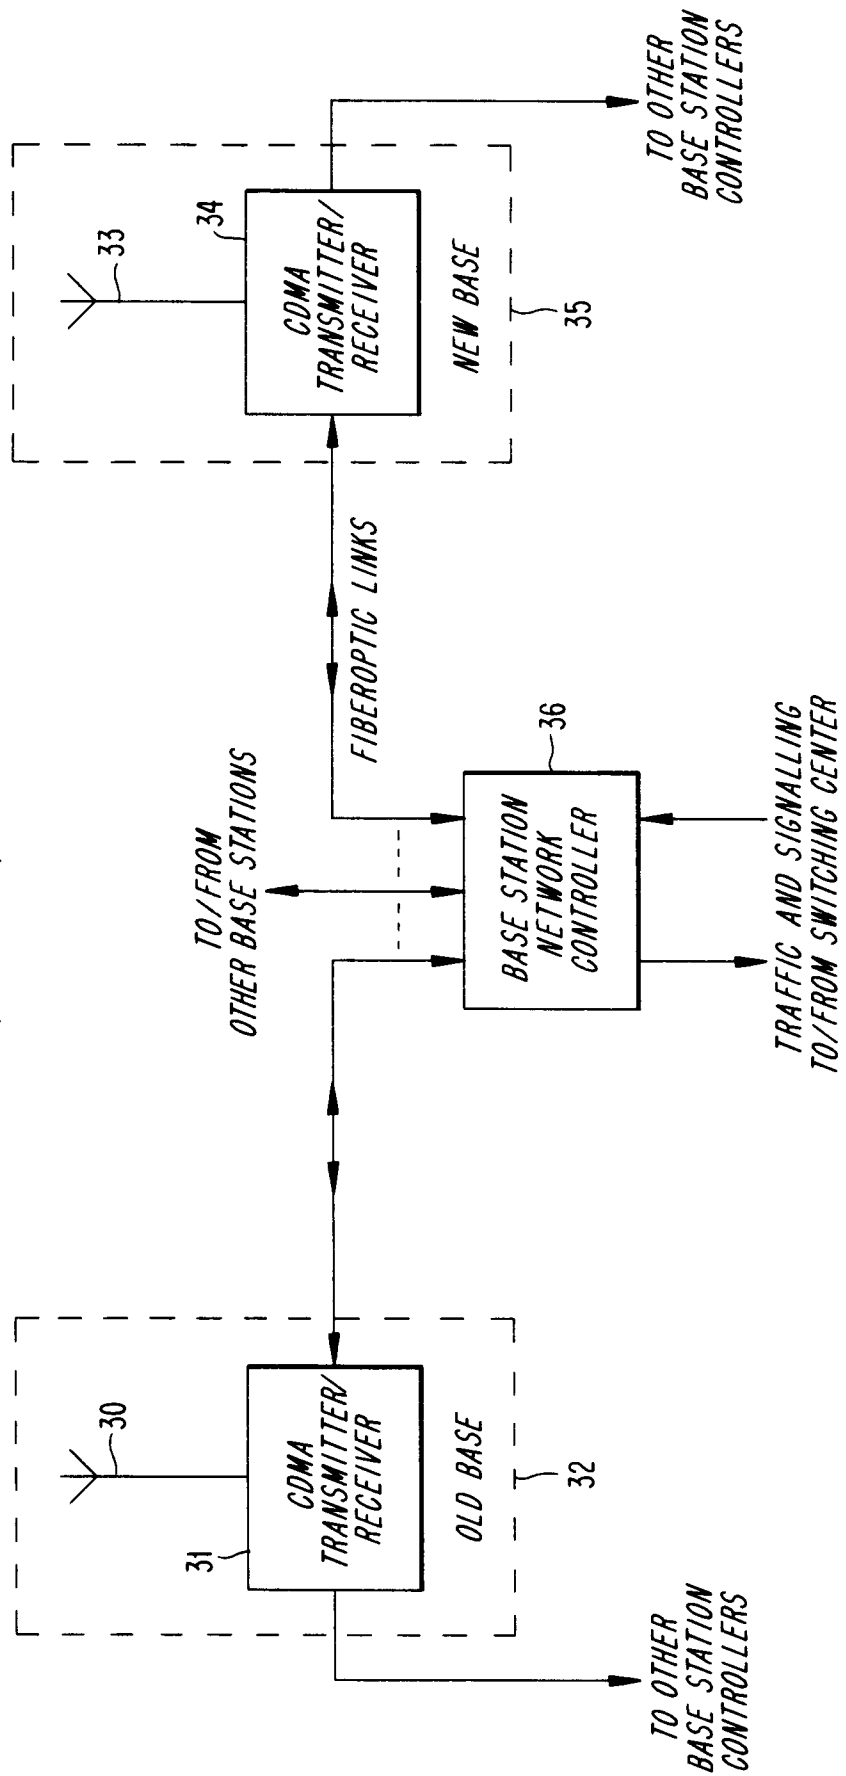 30
31
CDMA
TRANSMITTER/
RECEIVER
OLD BASE
32
TO OTHER
BASE STATION
CONTROLLERS
TO/FROM
OTHER BASE STATIONS
FIBEROPTIC LINKS
BASE STATION
NETWORK
CONTROLLER
36
TRAFFIC AND SIGNALLING
TO/FROM SWITCHING CENTER
33
34
CDMA
TRANSMITTER/
RECEIVER
NEW BASE
35
TO OTHER
BASE STATION
CONTROLLERS